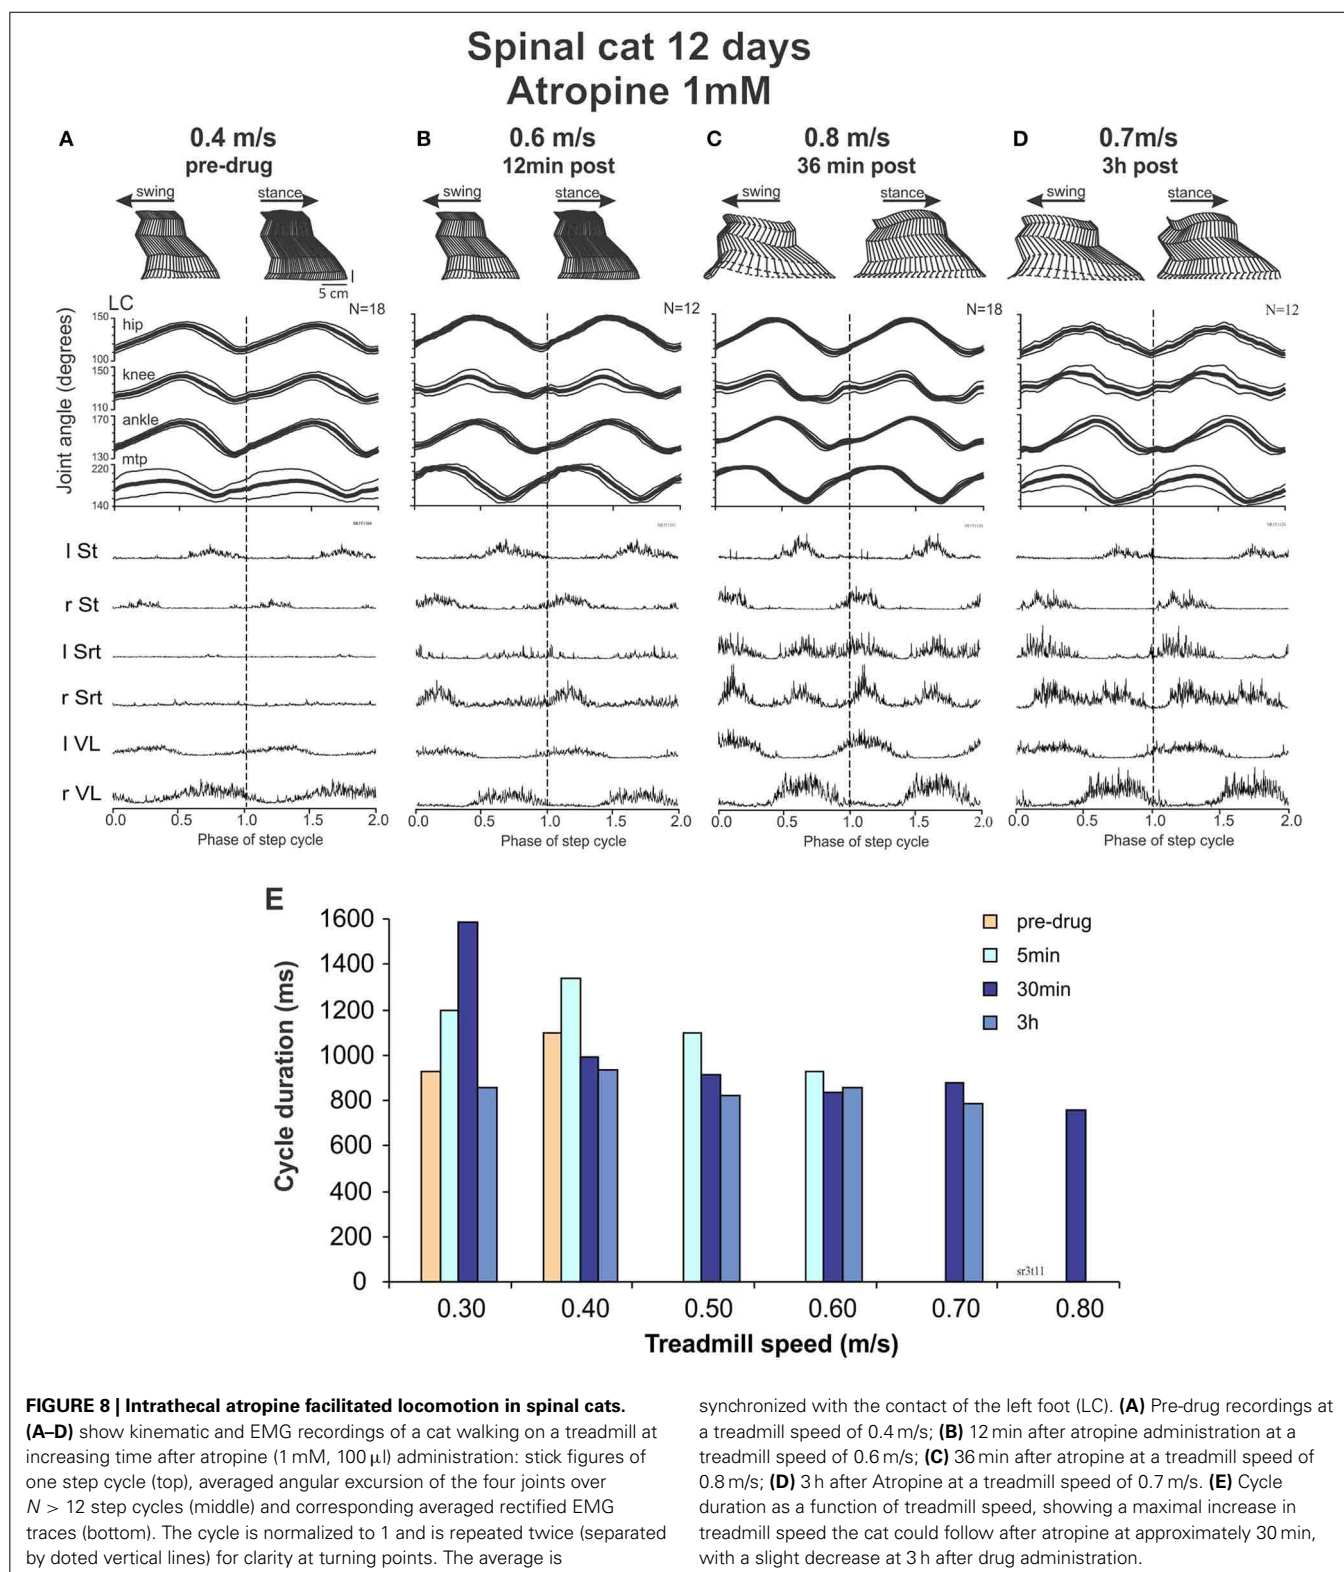 Spinal cat 12 days
Atropine 1mM
A 0.4 m/s
pre-drug
B 0.6 m/s
12min post
C 0.8 m/s
36 min post
D 0.7m/s
3h post
swing stance
swing stance
swing stance
swing stance
5 cm
LC
N=18
N=12
N=18
N=12
Joint angle (degrees)
150
hip
100
150
knee
110
170
ankle
130
mtp
220
140
l St
r St
l Srt
r Srt
l VL
r VL
0.0 0.5 1.0 1.5 2.0
0.0 0.5 1.0 1.5 2.0
0.0 0.5 1.0 1.5 2.0
0.0 0.5 1.0 1.5 2.0
Phase of step cycle
Phase of step cycle
Phase of step cycle
Phase of step cycle
E
Cycle duration (ms)
1600
1400
1200
1000
800
600
400
200
0
pre-drug
5min
30min
3h
sr3t11
0.30 0.40 0.50 0.60 0.70 0.80
Treadmill speed (m/s)
FIGURE 8 | Intrathecal atropine facilitated locomotion in spinal cats.
(A–D) show kinematic and EMG recordings of a cat walking on a treadmill at
increasing time after atropine (1 mM, 100 μl) administration: stick figures of
one step cycle (top), averaged angular excursion of the four joints over
N > 12 step cycles (middle) and corresponding averaged rectified EMG
traces (bottom). The cycle is normalized to 1 and is repeated twice (separated
by doted vertical lines) for clarity at turning points. The average is
synchronized with the contact of the left foot (LC). (A) Pre-drug recordings at
a treadmill speed of 0.4 m/s; (B) 12 min after atropine administration at a
treadmill speed of 0.6 m/s; (C) 36 min after atropine at a treadmill speed of
0.8 m/s; (D) 3 h after Atropine at a treadmill speed of 0.7 m/s. (E) Cycle
duration as a function of treadmill speed, showing a maximal increase in
treadmill speed the cat could follow after atropine at approximately 30 min,
with a slight decrease at 3 h after drug administration.